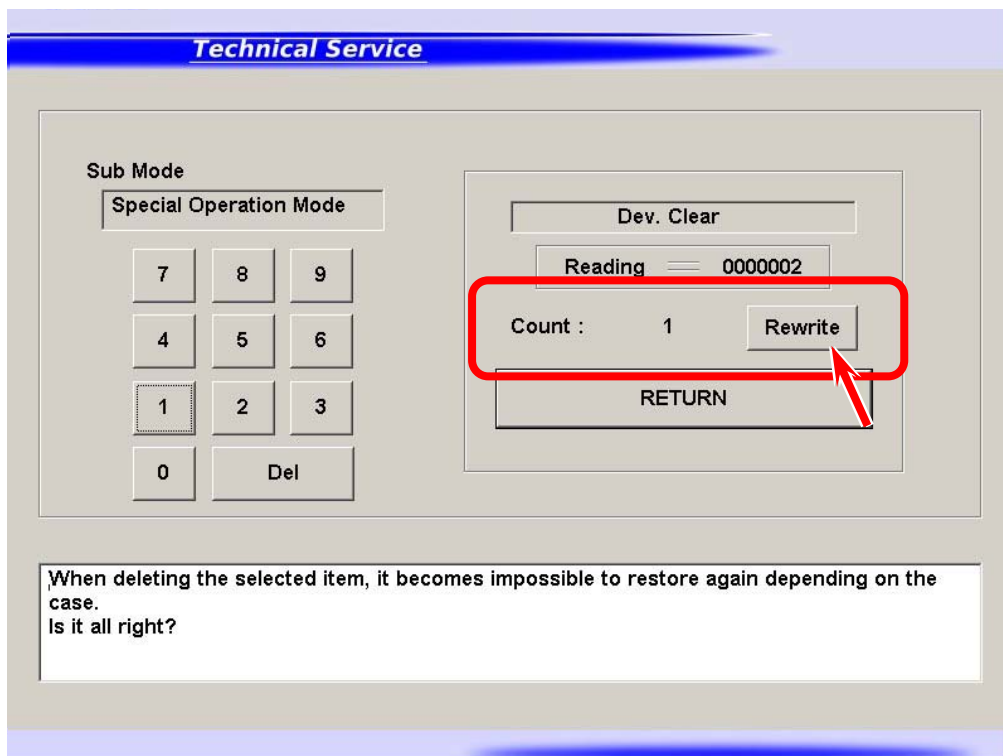 Technical Service
Sub Mode
Special Operation Mode
7 8 9
4 5 6
1 2 3
0 Del
Dev. Clear
Reading 0000002
Count : 1 Rewrite
RETURN
When deleting the selected item, it becomes impossible to restore again depending on the
case.
Is it all right?